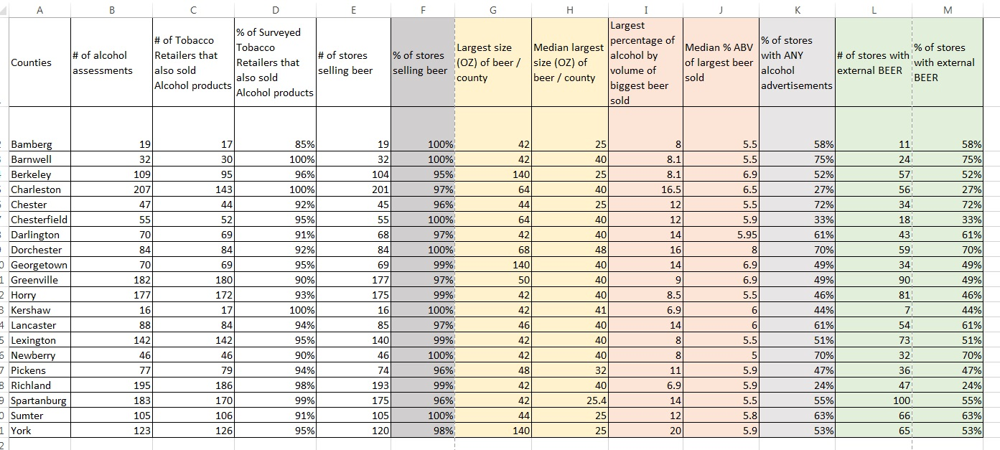 A B C D E F G H I J K L M
Counties | # of alcohol assessments | # of Tobacco Retailers that also sold Alcohol products | % of Surveyed Tobacco Retailers that also sold Alcohol products | # of stores selling beer | % of stores selling beer | Largest size (OZ) of beer / county | Median largest size (OZ) of beer / county | Largest percentage of alcohol by volume of biggest beer sold | Median % ABV of largest beer sold | % of stores with ANY alcohol advertisements | # of stores with external BEER | % of stores with external BEER
Bamberg 19 17 85% 19 100% 42 25 8 5.5 58% 11 58%
Barnwell 32 30 100% 32 100% 42 40 8.1 5.5 75% 24 75%
Berkeley 109 95 96% 104 95% 140 25 8.1 6.9 52% 57 52%
Charleston 207 143 100% 201 97% 64 40 16.5 6.5 27% 56 27%
Chester 47 44 92% 45 96% 44 25 12 5.5 72% 34 72%
Chesterfield 55 52 95% 55 100% 64 40 12 5.9 33% 18 33%
Darlington 70 69 91% 68 97% 42 40 14 5.95 61% 43 61%
Dorchester 84 84 92% 84 100% 68 48 16 8 70% 59 70%
Georgetown 70 69 95% 69 99% 140 40 14 6.9 49% 34 49%
Greenville 182 180 90% 177 97% 50 40 9 6.9 49% 90 49%
Horry 177 172 93% 175 99% 42 40 8.5 5.5 46% 81 46%
Kershaw 16 17 100% 16 100% 42 41 6.9 6 44% 7 44%
Lancaster 88 84 94% 85 97% 46 40 14 6 61% 54 61%
Lexington 142 142 95% 140 99% 42 40 8 5.5 51% 73 51%
Newberry 46 46 90% 46 100% 42 40 8 5 70% 32 70%
Pickens 77 79 94% 74 96% 48 32 11 5.9 47% 36 47%
Richland 195 186 98% 193 99% 42 40 6.9 5.9 24% 47 24%
Spartanburg 183 170 99% 175 96% 42 25.4 14 5.5 55% 100 55%
Sumter 105 106 91% 105 100% 44 25 12 5.8 63% 66 63%
York 123 126 95% 120 98% 140 25 20 5.9 53% 65 53%